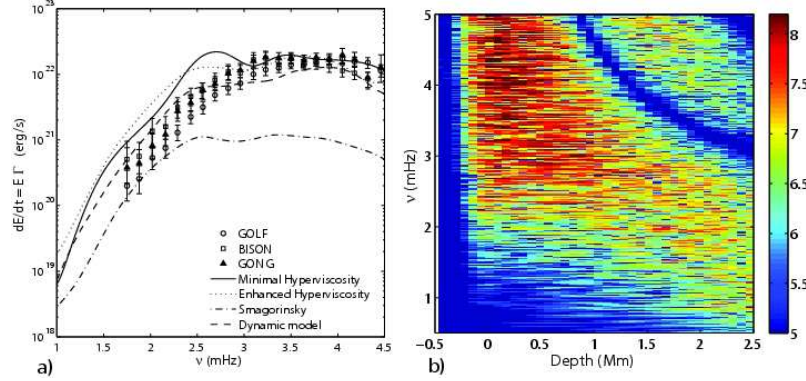 10^23
10^22
10^21
10^20
10^19
10^18
dE/dt = E Γ (erg/s)
GOLF
BISON
GONG
Minimal Hyperviscosity
Enhanced Hyperviscosity
Smagorinsky
Dynamic model
1 1.5 2 2.5 3 3.5 4 4.5
ν (mHz)
a)
5
4
3
2
1
ν (mHz)
−0.5 0 0.5 1.0 1.5 2.0 2.5
Depth (Mm)
b)
8
7.5
7
6.5
6
5.5
5